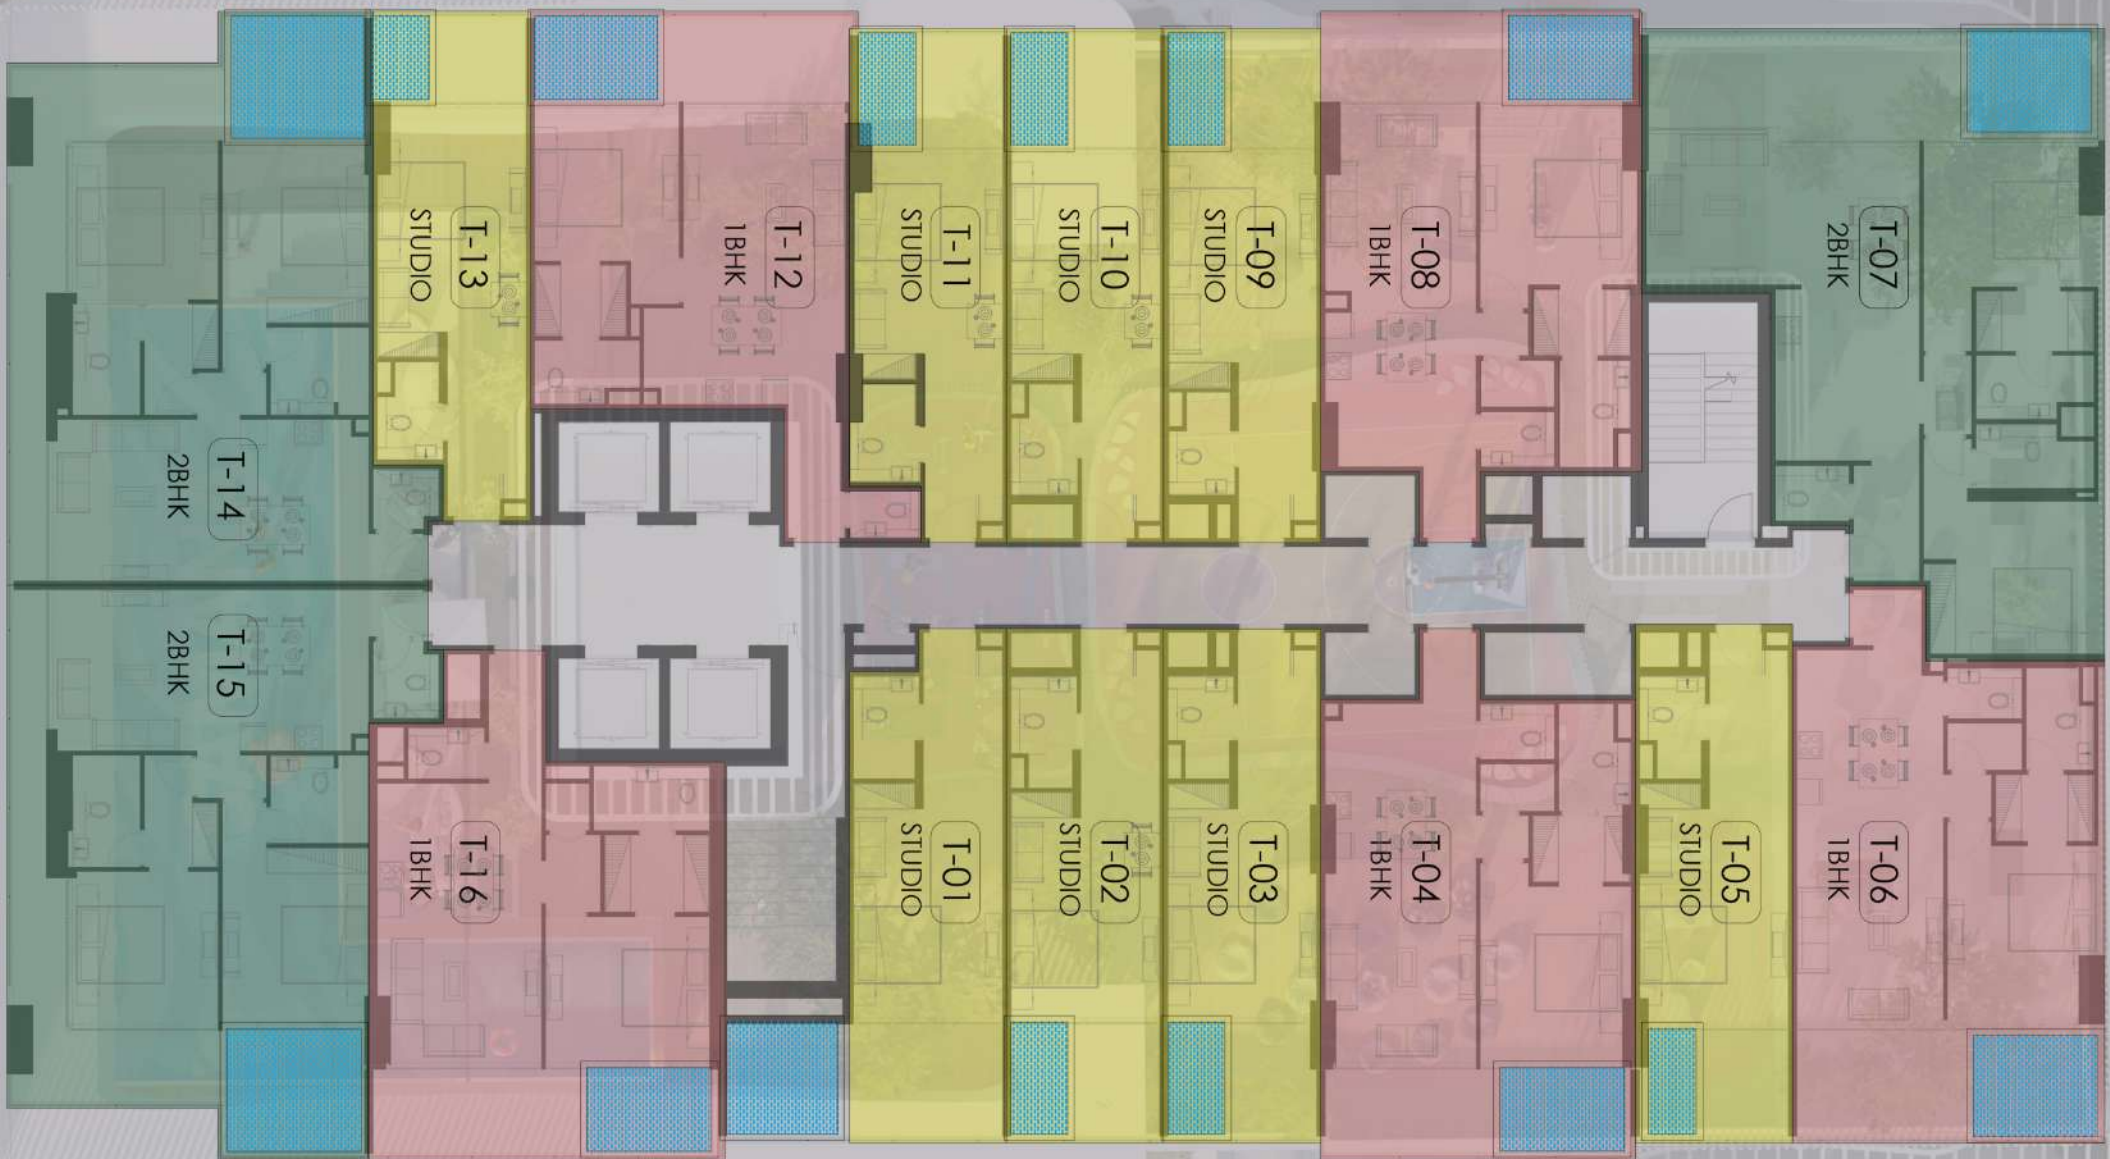 T-13
STUDIO
T-12
1BHK
T-11
STUDIO
T-10
STUDIO
T-09
STUDIO
T-08
1BHK
T-07
2BHK
T-14
2BHK
T-15
2BHK
T-16
1BHK
T-01
STUDIO
T-02
STUDIO
T-03
STUDIO
T-04
1BHK
T-05
STUDIO
T-06
1BHK